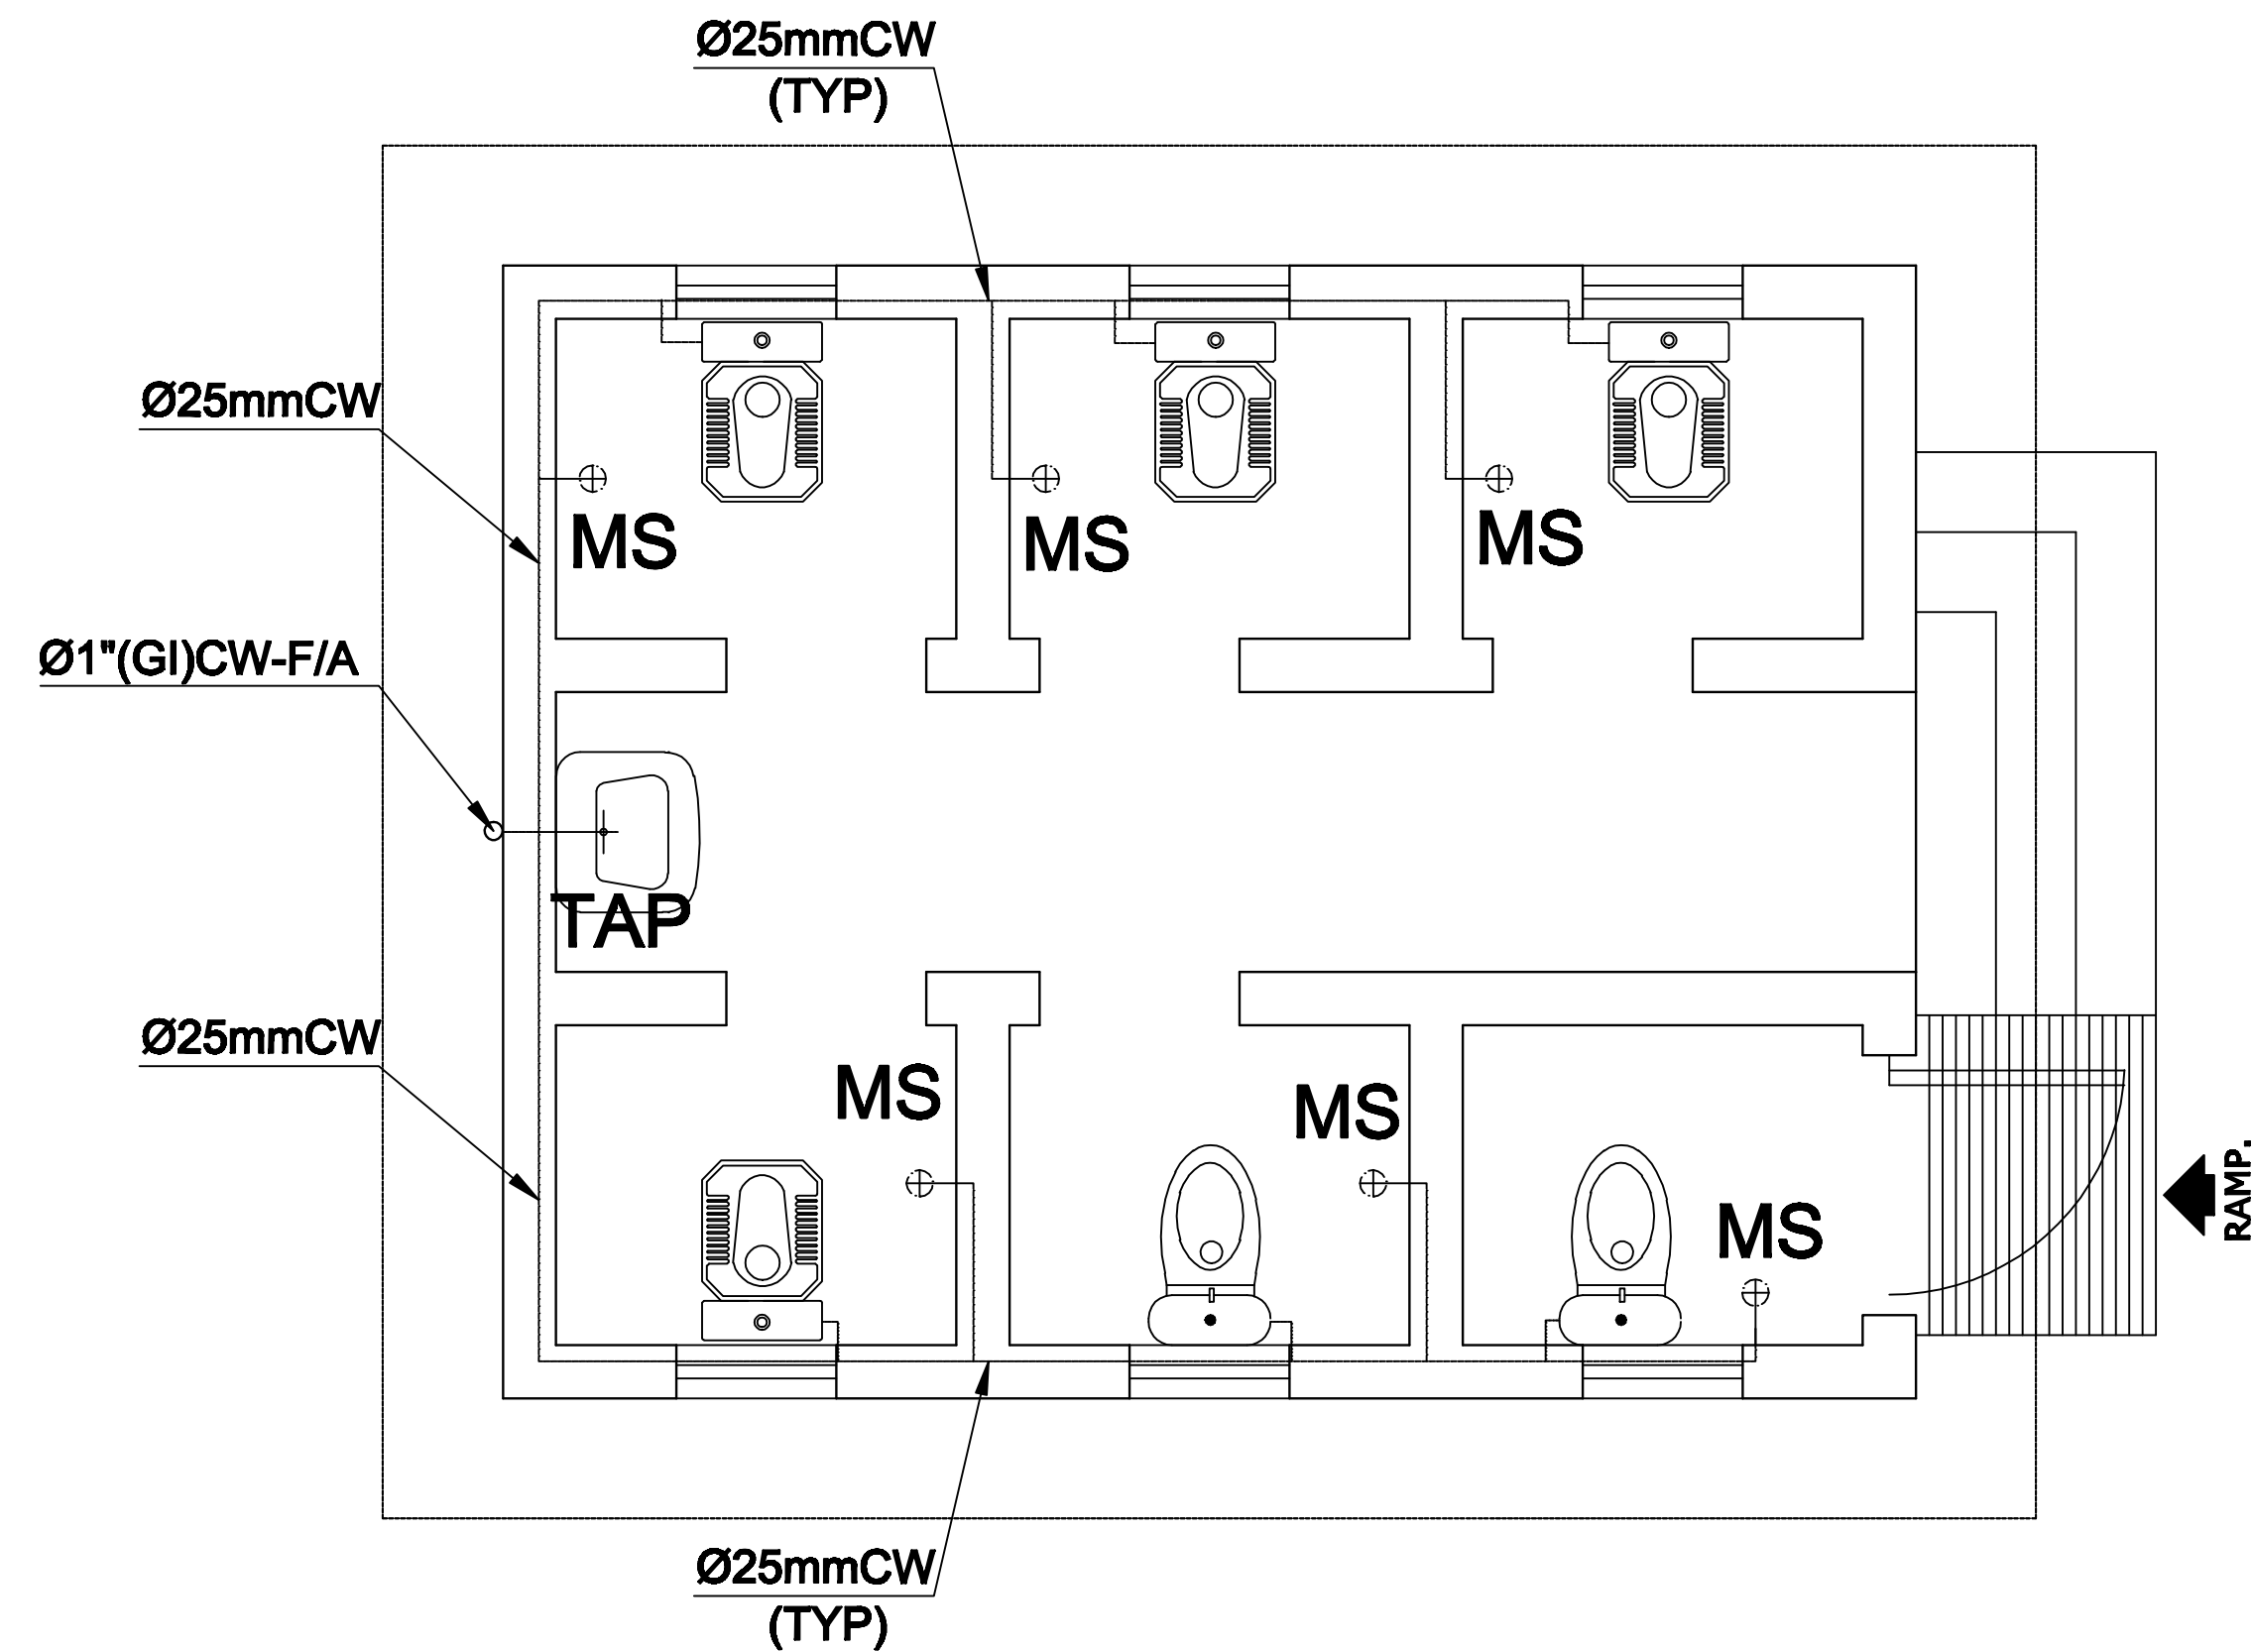 Ø25mmCW
(TYP)
Ø25mmCW
MS
MS
MS
Ø1"(GI)CW-F/A
TAP
Ø25mmCW
MS
MS
MS
RAMP.
Ø25mmCW
(TYP)